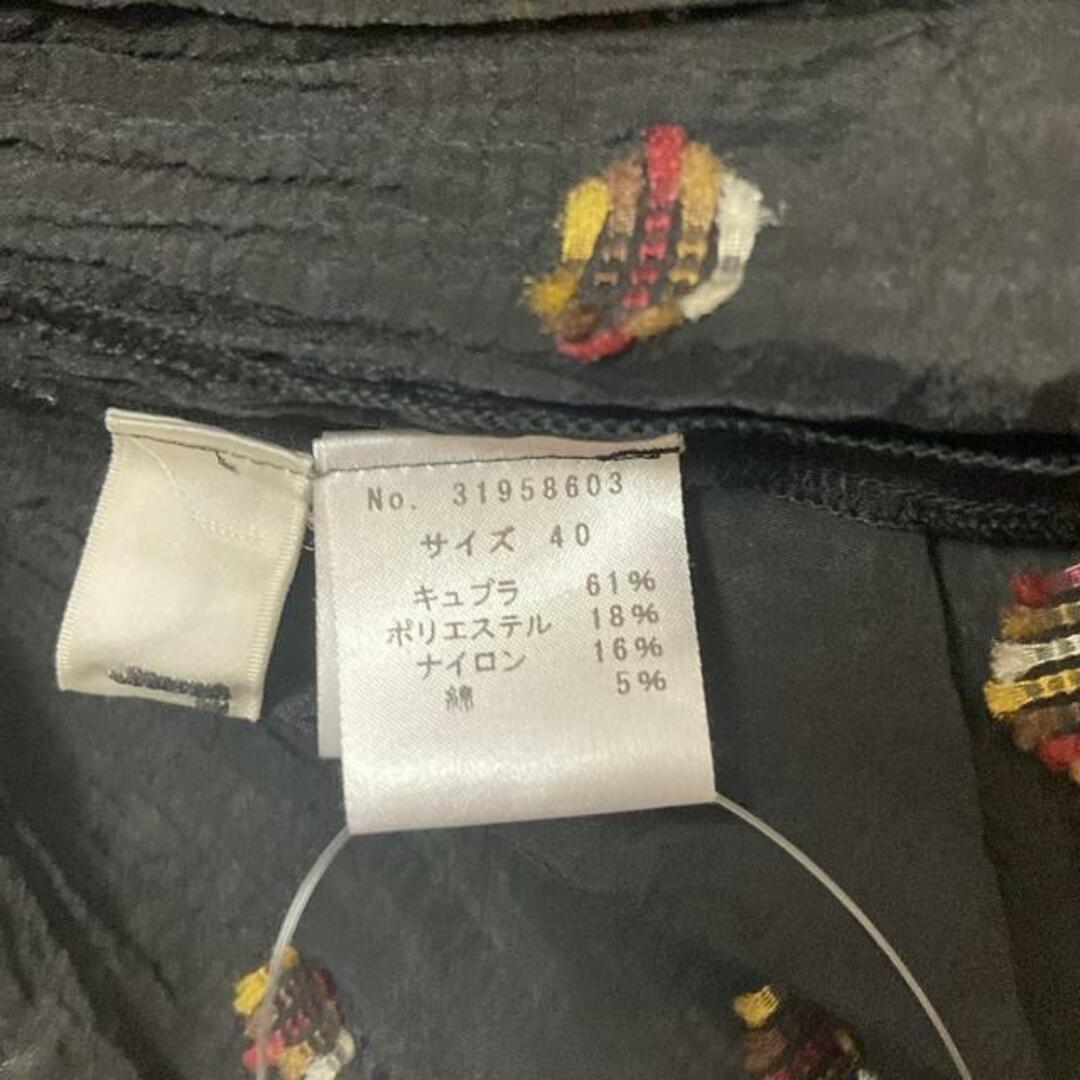 No. 31958603
サイズ 40
キュプラ 61%
ポリエステル 18%
ナイロン 16%
綿 5%